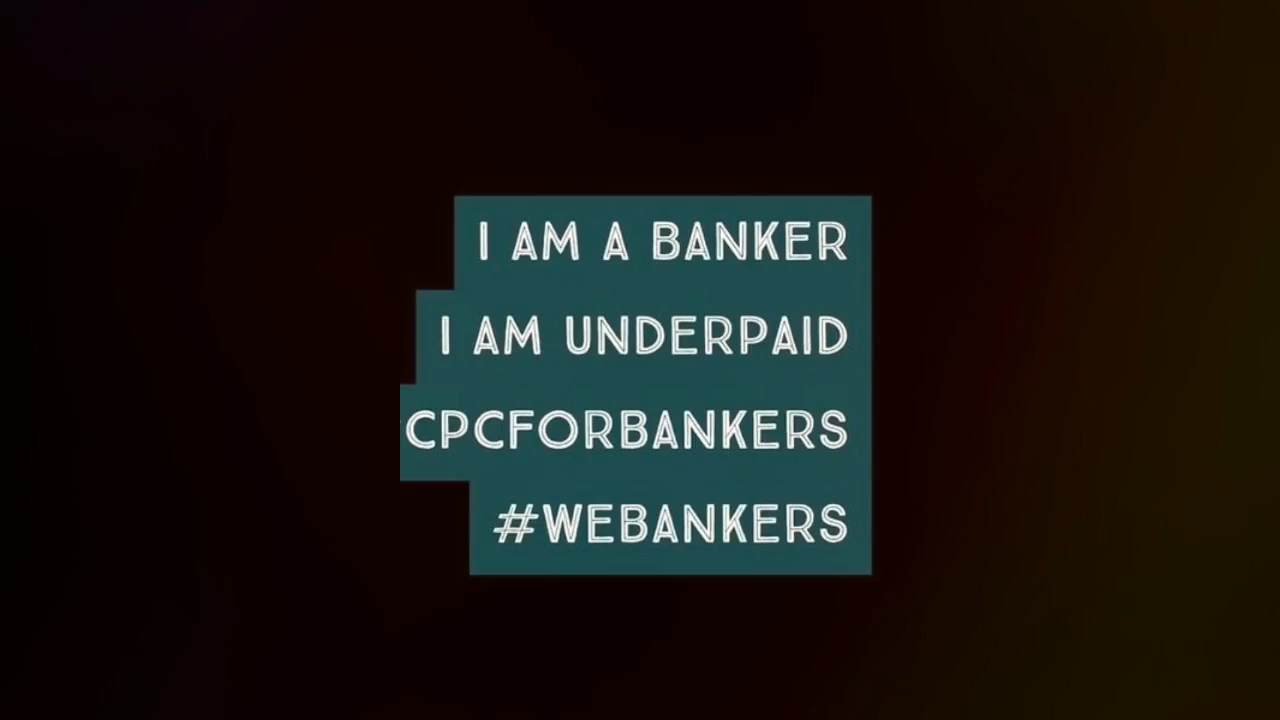 I AM A BANKER
I AM UNDERPAID
CPCFORBANKERS
#WEBANKERS